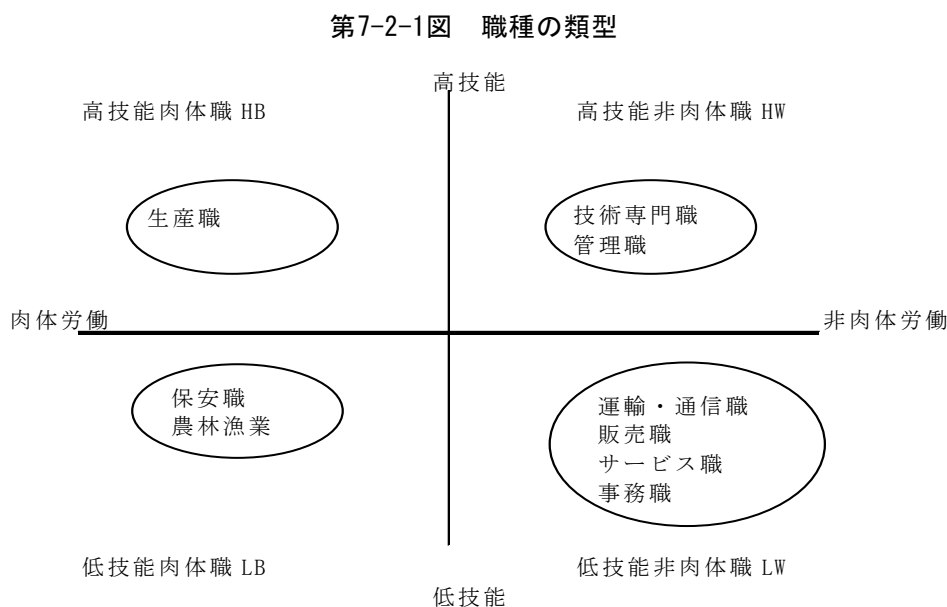 第7-2-1図　職種の類型
高技能
高技能肉体職 HB
高技能非肉体職 HW
生産職
技術専門職
管理職
肉体労働
非肉体労働
保安職
農林漁業
運輸・通信職
販売職
サービス職
事務職
低技能肉体職 LB
低技能非肉体職 LW
低技能